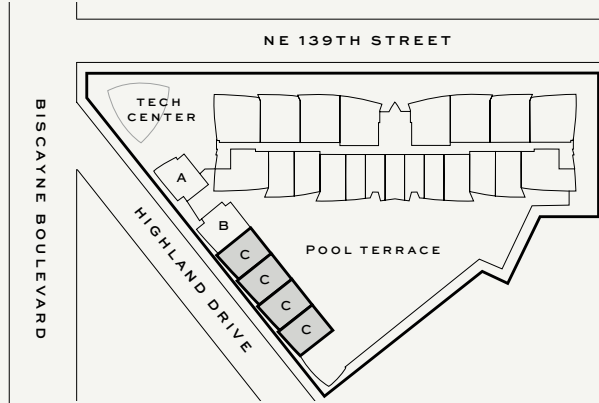 NE 139TH STREET
TECH
CENTER
BISCAYNE BOULEVARD
A
B
POOL TERRACE
C
C
C
C
HIGHLAND DRIVE